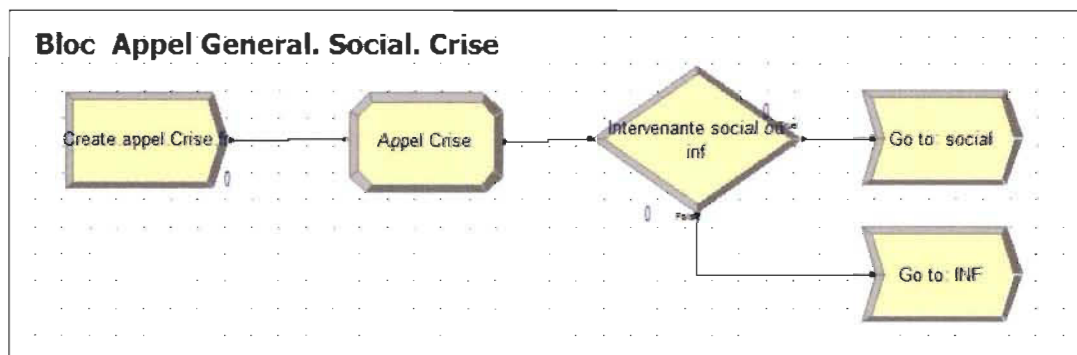 Bloc Appel General. Social. Crise
Create appel Crise
Appel Crise
Intervenante social ou
inf
0
0
0
False
Go to: social
Go to: INF